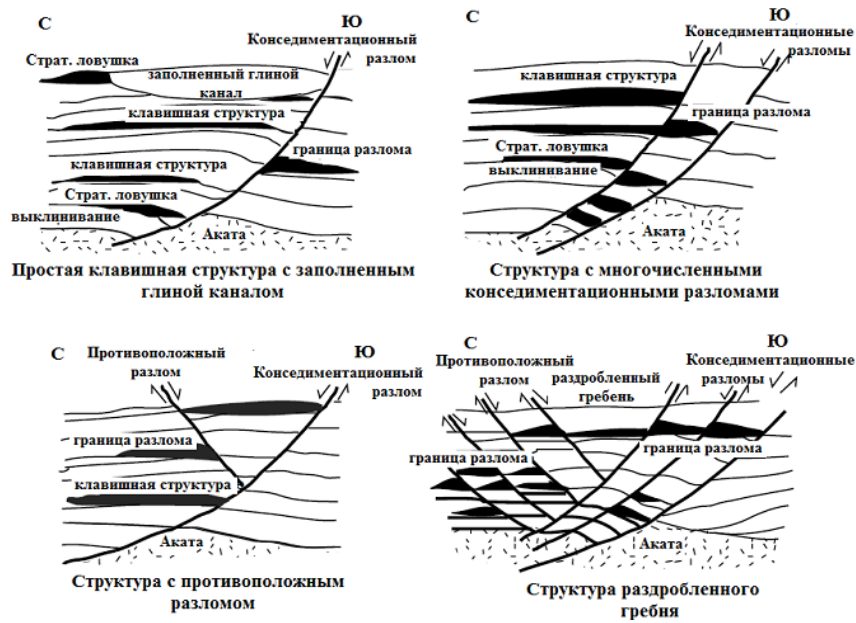 С
Ю
Конседиментационный
разлом
Страт. ловушка
заполненный глиной
канал
клавишная структура
граница разлома
клавишная структура
Страт. ловушка
выклинивание
Аката
Простая клавишная структура с заполненным
глиной каналом
С
Ю
Конседиментационные
разломы
клавишная структура
граница разлома
Страт. ловушка
выклинивание
Аката
Структура с многочисленными
конседиментационными разломами
С
Ю
Противоположный
разлом
Конседиментационный
разлом
граница разлома
клавишная структура
Аката
Структура с противоположным
разломом
С
Ю
Противоположный
разлом
раздробленный
гребень
Конседиментационные
разломы
граница разлома
граница разлома
Аката
Структура раздробленного
гребня